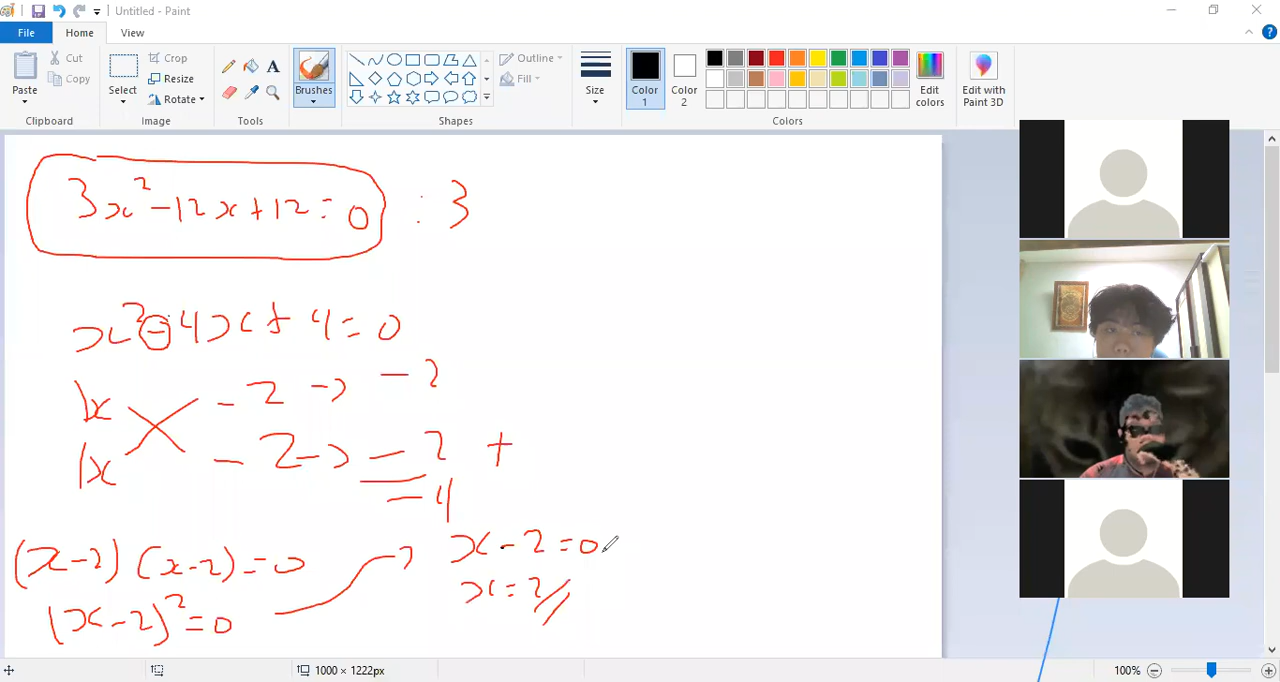 Untitled - Paint
File
Home
View
Paste
Cut
Copy
Clipboard
Select
Crop
Resize
Rotate
Image
Tools
Brushes
Shapes
Outline
Fill
Size
Color 1
Color 2
Edit colors
Colors
Edit with Paint 3D
3x² - 12x + 12 = 0 : 3
x² - 4x + 4 = 0
1x - 2 → - 2
1x - 2 → - 2 +
- 4
(x - 2) (x - 2) = 0
(x - 2)² = 0 → x - 2 = 0
x = 2 //
1000 × 1222px
100%